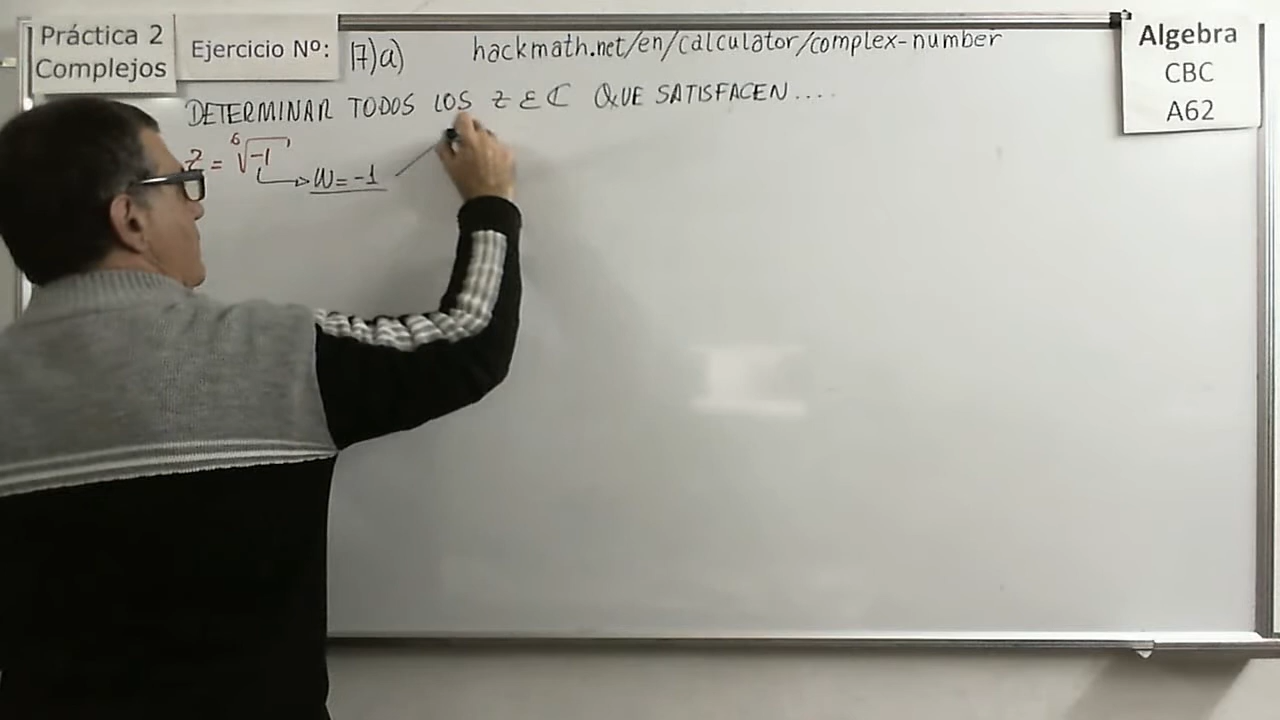 Práctica 2
Complejos
Ejercicio Nº:
17)a)
hackmath.net/en/calculator/complex-number
Algebra
CBC
A62
DETERMINAR TODOS LOS Z ∈ ℂ QUE SATISFACEN....
Z = ⁶√-1
W=-1